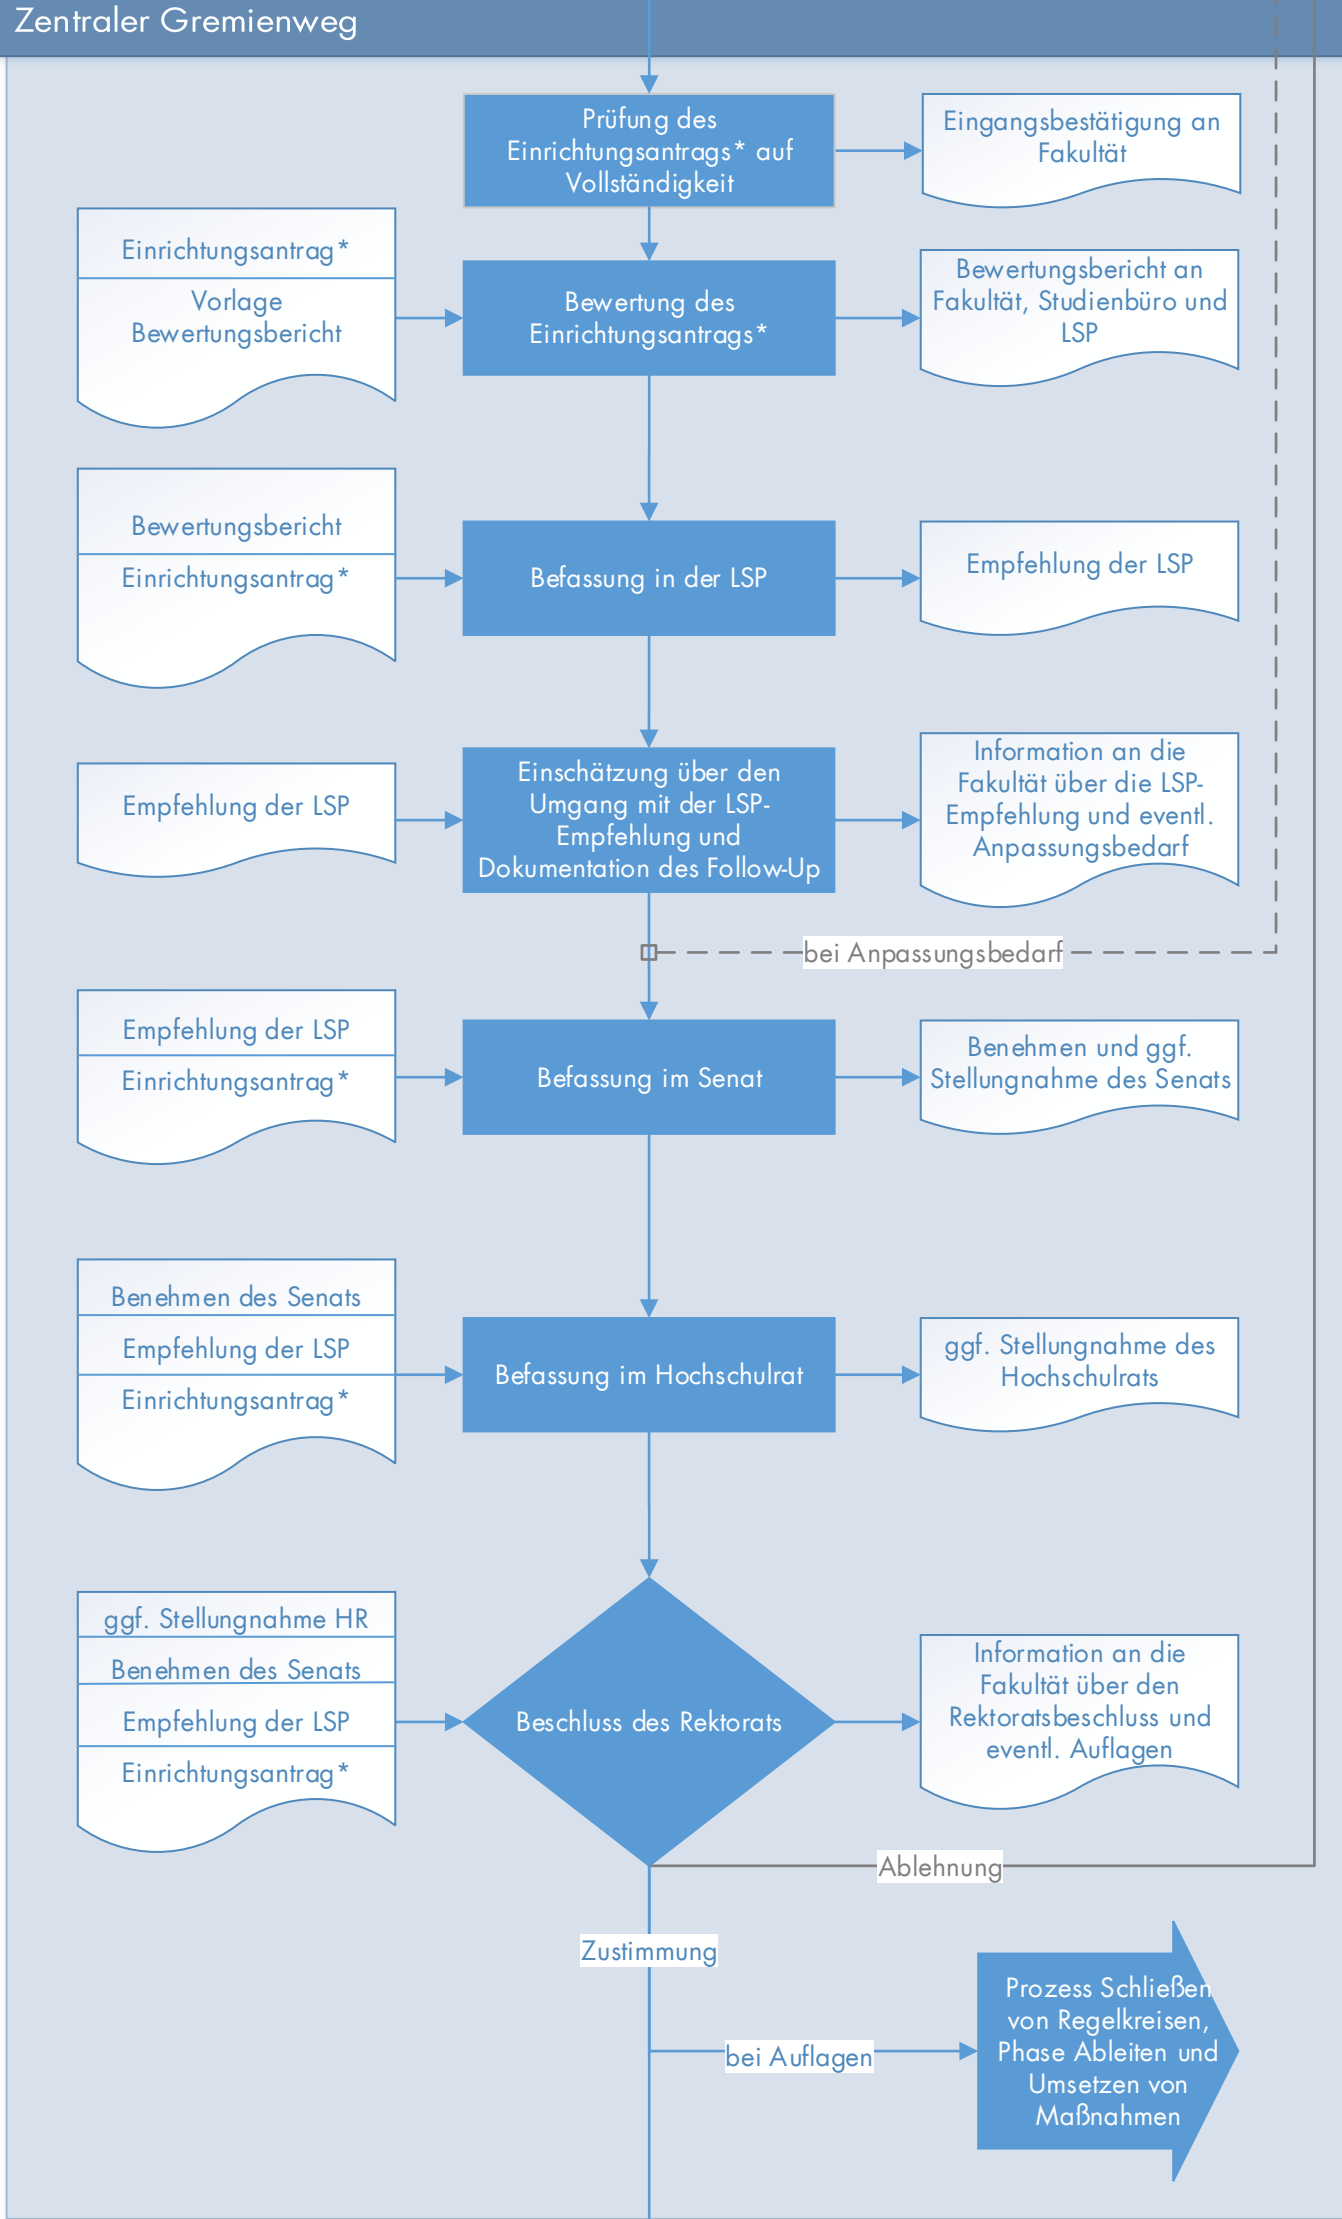 Zentraler Gremienweg
Prüfung des
Einrichtungsantrags* auf
Vollständigkeit
Eingangsbestätigung an
Fakultät
Einrichtungsantrag*
Vorlage
Bewertungsbericht
Bewertung des
Einrichtungsantrags*
Bewertungsbericht an
Fakultät, Studienbüro und
LSP
Bewertungsbericht
Einrichtungsantrag*
Befassung in der LSP
Empfehlung der LSP
Empfehlung der LSP
Einschätzung über den
Umgang mit der LSP-
Empfehlung und
Dokumentation des Follow-Up
Information an die
Fakultät über die LSP-
Empfehlung und eventl.
Anpassungsbedarf
bei Anpassungsbedarf
Empfehlung der LSP
Einrichtungsantrag*
Befassung im Senat
Benehmen und ggf.
Stellungnahme des Senats
Benehmen des Senats
Empfehlung der LSP
Einrichtungsantrag*
Befassung im Hochschulrat
ggf. Stellungnahme des
Hochschulrats
ggf. Stellungnahme HR
Benehmen des Senats
Empfehlung der LSP
Einrichtungsantrag*
Beschluss des Rektorats
Information an die
Fakultät über den
Rektoratsbeschluss und
eventl. Auflagen
Ablehnung
Zustimmung
bei Auflagen
Prozess Schließen
von Regelkreisen,
Phase Ableiten und
Umsetzen von
Maßnahmen